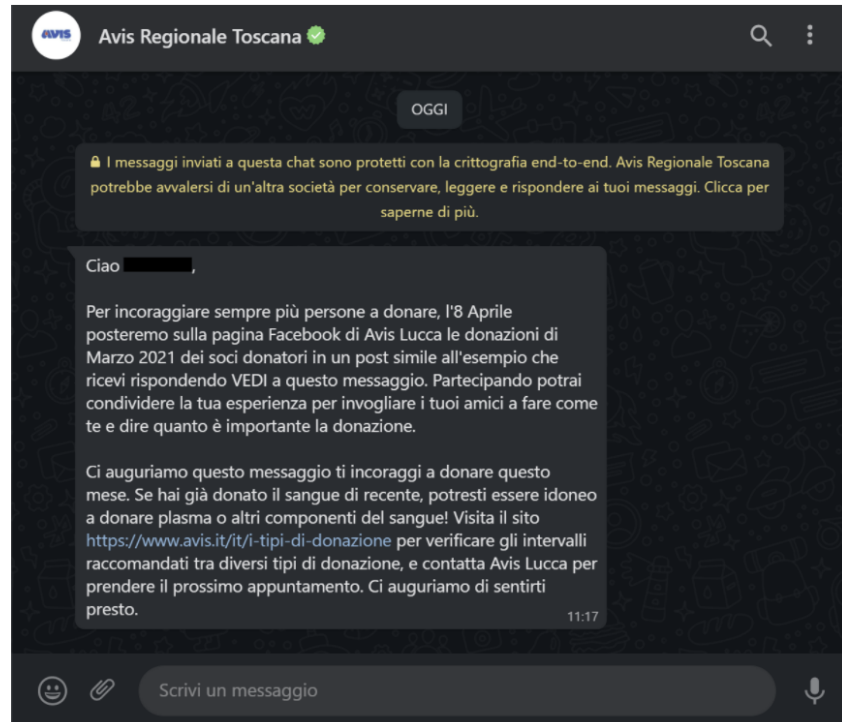 AVIS
Avis Regionale Toscana
OGGI
I messaggi inviati a questa chat sono protetti con la crittografia end-to-end. Avis Regionale Toscana
potrebbe avvalersi di un'altra società per conservare, leggere e rispondere ai tuoi messaggi. Clicca per
saperne di più.
Ciao ,
Per incoraggiare sempre più persone a donare, l'8 Aprile
posteremo sulla pagina Facebook di Avis Lucca le donazioni di
Marzo 2021 dei soci donatori in un post simile all'esempio che
ricevi rispondendo VEDI a questo messaggio. Partecipando potrai
condividere la tua esperienza per invogliare i tuoi amici a fare come
te e dire quanto è importante la donazione.
Ci auguriamo questo messaggio ti incoraggi a donare questo
mese. Se hai già donato il sangue di recente, potresti essere idoneo
a donare plasma o altri componenti del sangue! Visita il sito
https://www.avis.it/it/i-tipi-di-donazione per verificare gli intervalli
raccomandati tra diversi tipi di donazione, e contatta Avis Lucca per
prendere il prossimo appuntamento. Ci auguriamo di sentirti
presto.
11:17
Scrivi un messaggio